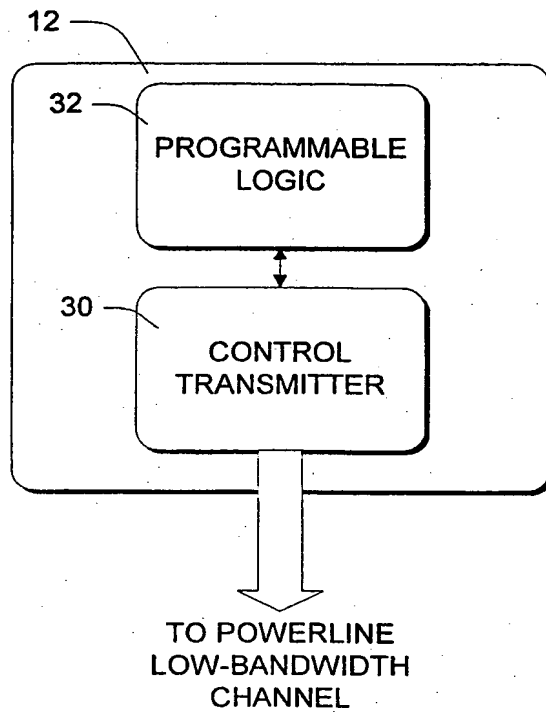 12
32
PROGRAMMABLE
LOGIC
30
CONTROL
TRANSMITTER
TO POWERLINE
LOW-BANDWIDTH
CHANNEL